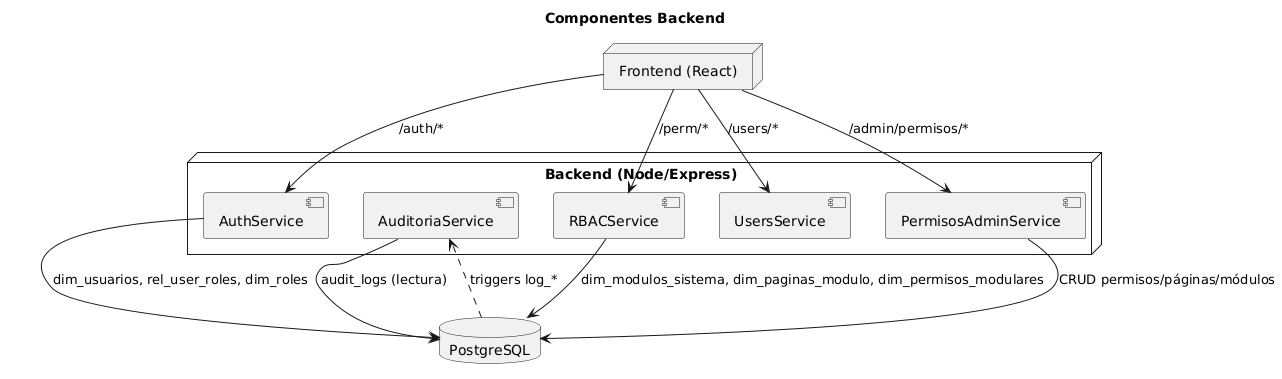 Componentes Backend
Frontend (React)
/auth/*
/perm/*
/users/*
/admin/permisos/*
Backend (Node/Express)
AuthService
AuditoriaService
RBACService
UsersService
PermisosAdminService
dim_usuarios, rel_user_roles, dim_roles
audit_logs (lectura)
triggers log_*
dim_modulos_sistema, dim_paginas_modulo, dim_permisos_modulares
CRUD permisos/páginas/módulos
PostgreSQL